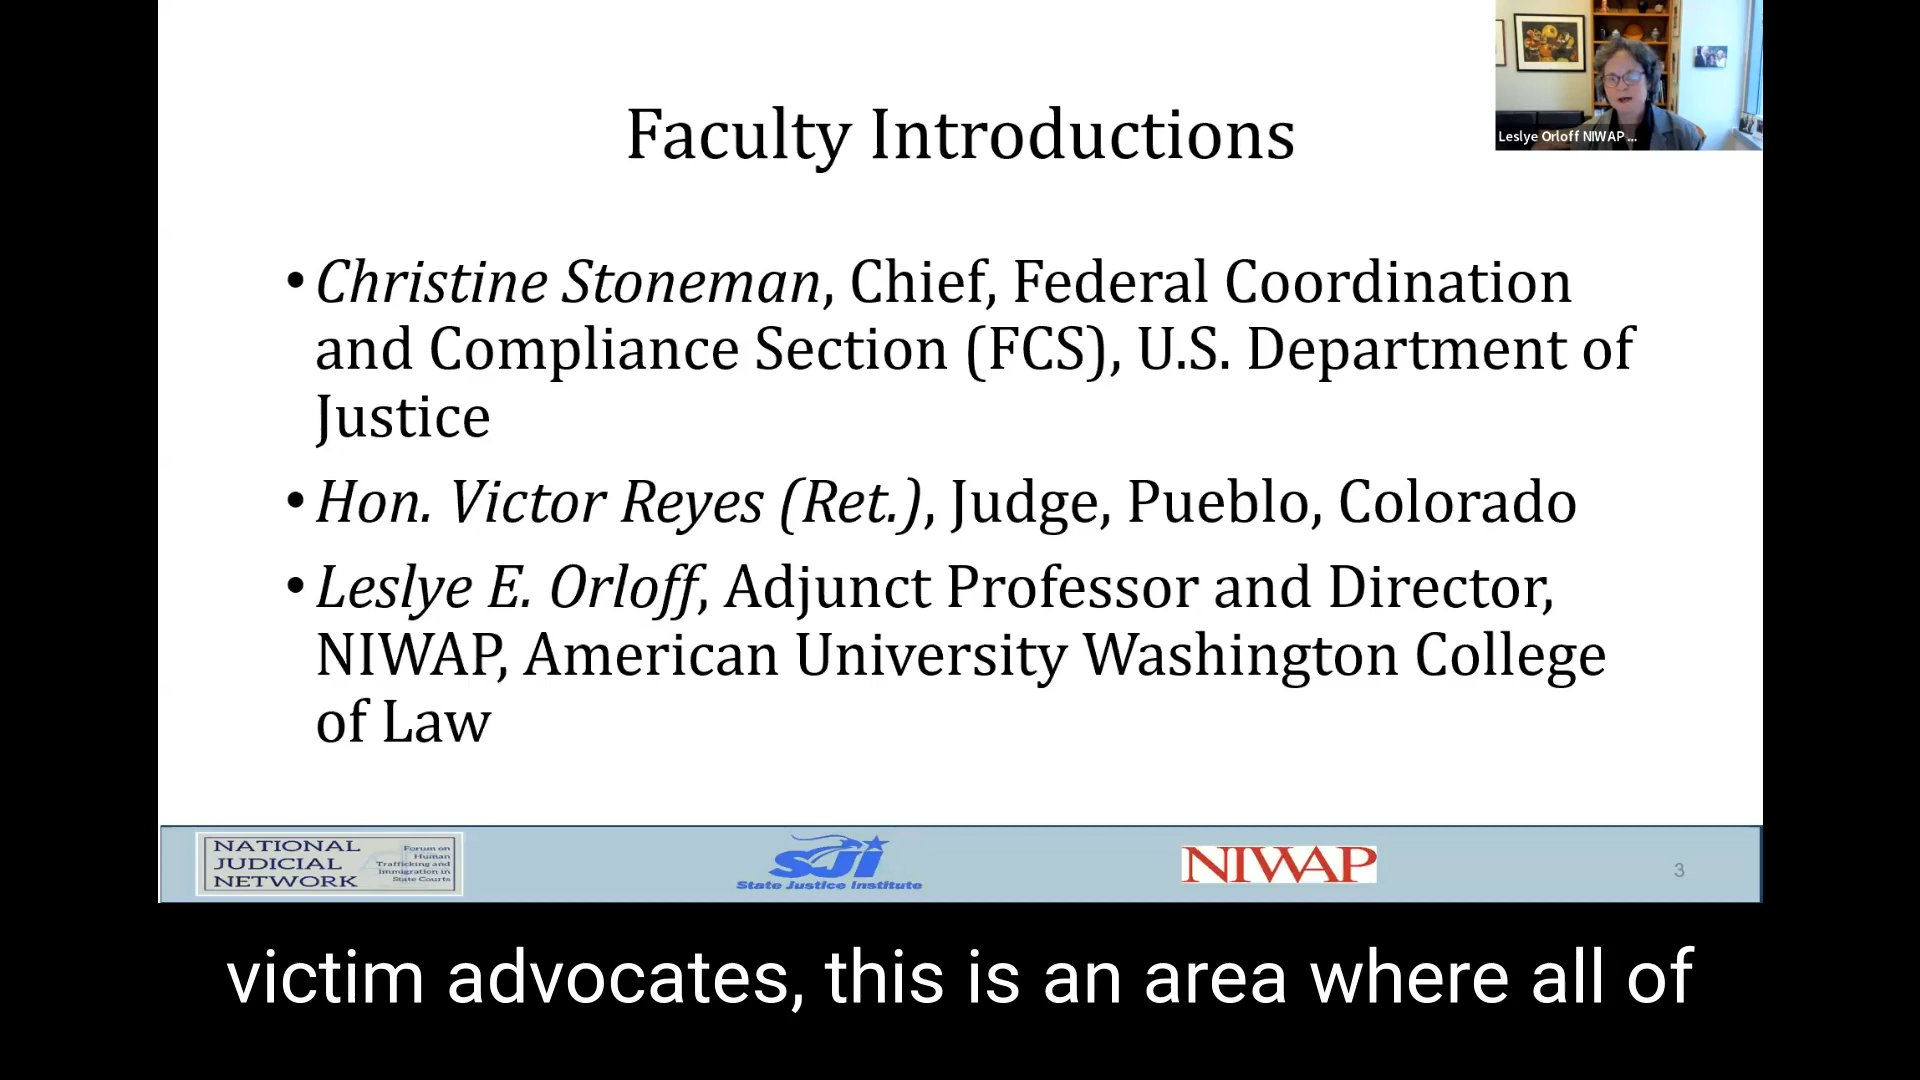 Faculty Introductions
Leslye Orloff NIWAP ...
• Christine Stoneman, Chief, Federal Coordination
and Compliance Section (FCS), U.S. Department of
Justice
• Hon. Victor Reyes (Ret.), Judge, Pueblo, Colorado
• Leslye E. Orloff, Adjunct Professor and Director,
NIWAP, American University Washington College
of Law
NATIONAL
JUDICIAL
NETWORK
Forum on
Human
Trafficking and
Immigration in
State Courts
SJI
State Justice Institute
NIWAP
3
victim advocates, this is an area where all of